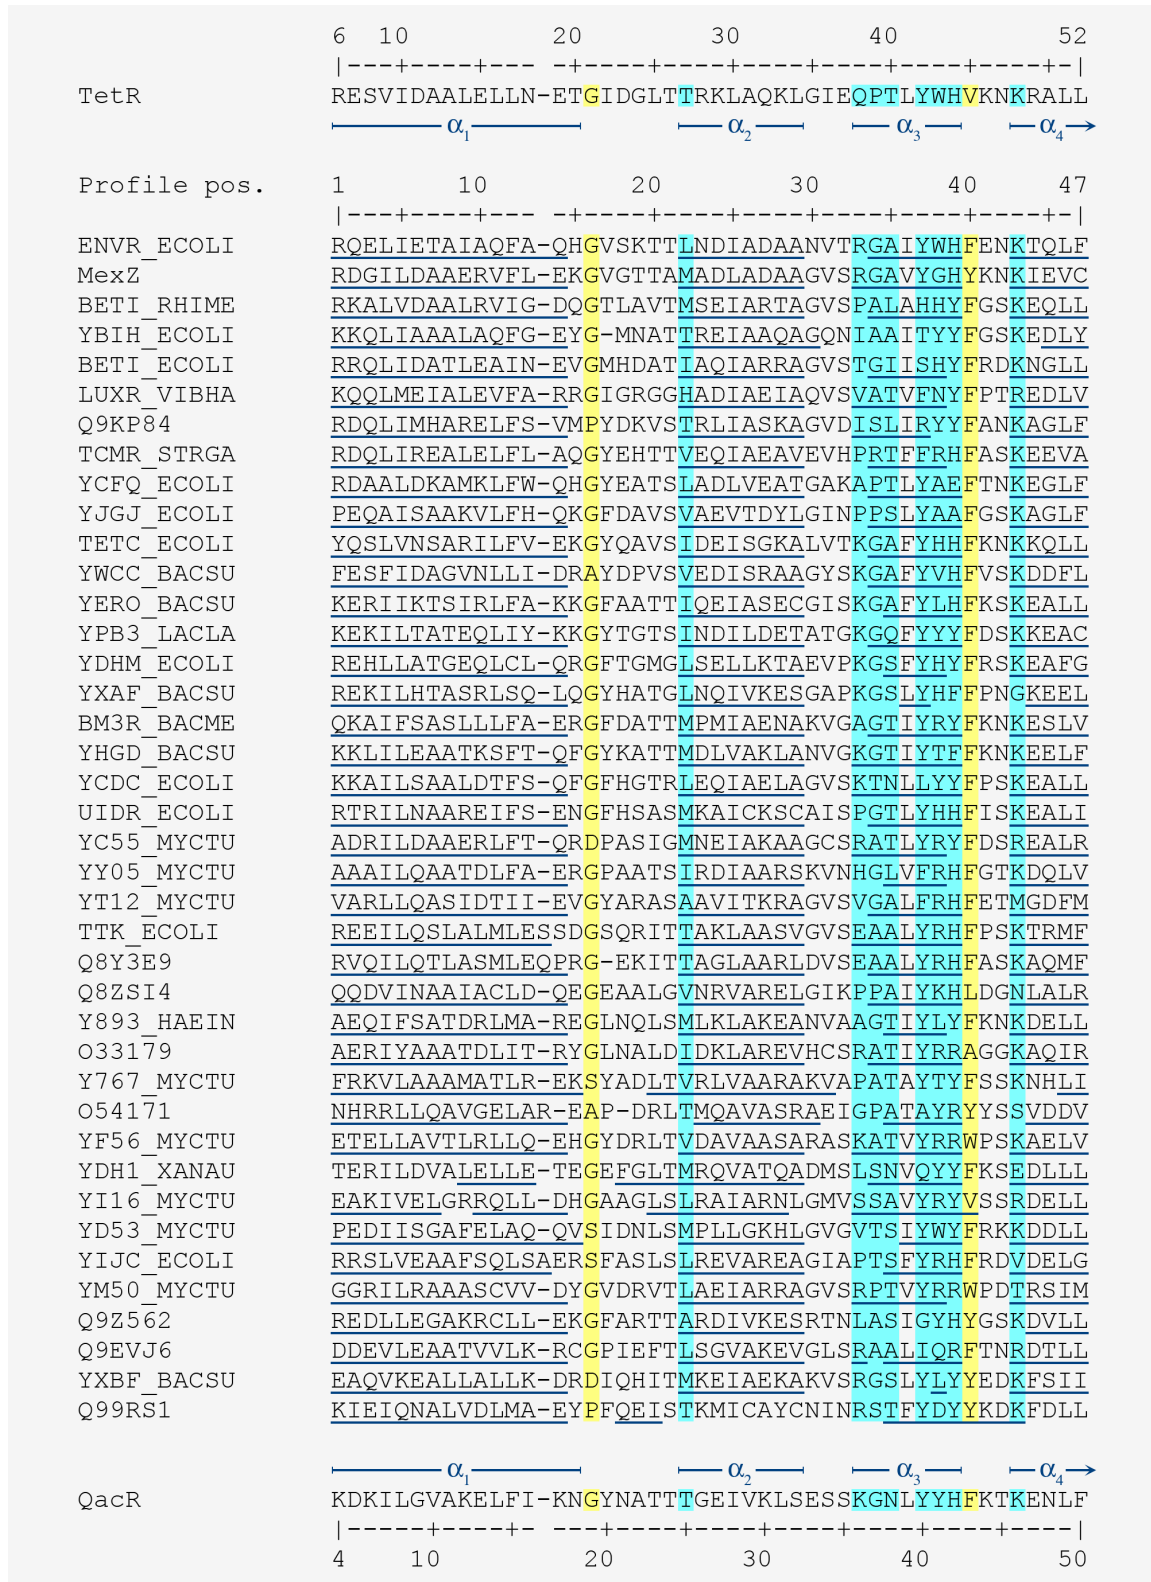 6 10 20 30 40 52
|---+----+---- --+----+----+----+----+----+----+-|
TetR RESVIDAALELLN-ETGIDGLTTRKLAQKLGIEQPTLYWHVKNKRALL
α1 α2 α3 α4
Profile pos. 1 10 20 30 40 47
|---+----+---- --+----+----+----+----+----+----+-|
ENVR_ECOLI RQELIETAIAQFA-QHGVSKTTLNDIADAANVTRGAIYWHFENKTQLF
MexZ RDGILDAAERVFL-EKGVGTTAMADLADAAGVSRGAVYGHYKNKIEVC
BETI_RHIME RKALVDAALRVIG-DQGTLAVTMSEIARTAGVSPALAHHYFGSKEQLL
YBIH_ECOLI KKQLIAAALAQFG-EYG-MNATTREIAAQAGQNIAAITYYFGSKEDLY
BETI_ECOLI RRQLIDATLEAIN-EVGMHDATIAQIARRAGVSTGIISHYFRDKNGLL
LUXR_VIBHA KQQLMEIALEVFA-RRGIGRGGHADIAEIAQVSVATVFNYFPTREDLV
Q9KP84 RDQLIMHARELFS-VMPYDKVSTRLIASKAGVDISLIRYYFANKAGLF
TCMR_STRGA RDQLIREALELFL-AQGYEHTTVEQIAEAVEVHPRTFFRHFASKEEVA
YCFQ_ECOLI RDAALDKAMKLFW-QHGYEATSLADLVEATGAKAPTLYAEFTNKEGLF
YJGJ_ECOLI PEQAISAAKVLFH-QKGFDAVSVAEVTDYLGINPPSLYAAFGSKAGLF
TETC_ECOLI YQSLVNSARILFV-EKGYQAVSIDEISGKALVTKGAFYHHFKNKKQLL
YWCC_BACSU FESFIDAGVNLLI-DRAYDPVSVEDISRAAGYSKGAFYVHFVSKDDFL
YERO_BACSU KERIIKTSIRLFA-KKGFAATTIQEIASECGISKGAFYLHFKSKEALL
YPB3_LACLA KEKILTATEQLIY-KKGYTGTSINDILDETATGKGQFYYYFDSKKEAC
YDHM_ECOLI REHLLATGEQLCL-QRGFTGMGLSELLKTAEVPKGSFYHYFRSKEAFG
YXAF_BACSU REKILHTASRLSQ-LQGYHATGLNQIVKESGAPKGSLYHFFPNGKEEL
BM3R_BACME QKAIFSASLLLFA-ERGFDATTMPMIAENAKVGAGTIYRYFKNKESLV
YHGD_BACSU KKLILEAATKSFT-QFGYKATTMDLVAKLANVGKGTIYTFFKNKEELF
YCDC_ECOLI KKAILSAALDTFS-QFGFHGTRLEQIAELAGVSKTNLLYYFPSKEALL
UIDR_ECOLI RTRILNAAREIFS-ENGFHSASMKAICKSCAISPGTLYHHFISKEALI
YC55_MYCTU ADRILDAAERLFT-QRDPASIGMNEIAKAAGCSRATLYRYFDSREALR
YY05_MYCTU AAAILQAATDLFA-ERGPAATSIRDIAARSKVNHGLVFRHFGTKDQLV
YT12_MYCTU VARLLQASIDTII-EVGYARASAAVITKRAGVSVGALFRHFETMGDFM
TTK_ECOLI REEILQSLALMLESSDGSQRITTAKLAASVGVSEAALYRHFPSKTRMF
Q8Y3E9 RVQILQTLASMLEQPRG-EKITTAGLAARLDVSEAALYRHFASKAQMF
Q8ZSI4 QQDVINAAIACLD-QEGEAALGVNRVARELGIKPPAIYKHLDGNLALR
Y893_HAEIN AEQIFSATDRLMA-REGLNQLSMLKLAKEANVAAGTIYLYFKNKDELL
O33179 AERIYAAATDLIT-RYGLNALDIDKLAREVHCSRATIYRRAGGKAQIR
Y767_MYCTU FRKVLAAAMATLR-EKSYADLTVRLVAARAKVAPATAYTYFSSKNHLI
O54171 NHRRLLQAVGELAR-EAP-DRLTMQAVASRAEIGPATAYRYYSSVDDV
YF56_MYCTU ETELLAVTLRLLQ-EHGYDRLTVDAVAASARASKATVYRRWPSKAELV
YDH1_XANAU TERILDVALELLE-TEGEFGLTMRQVATQADMSLSNVQYYFKSEDLLL
YI16_MYCTU EAKIVELGRRQLL-DHGAAGLSLRAIARNLGMVSSAVYRYVSSRDELL
YD53_MYCTU PEDIISGAFELAQ-QVSIDNLSMPLLGKHLGVGVTSIYWYFRKKDDLL
YIJC_ECOLI RRSLVEAAFSQLSAERSFASLSLREVAREAGIAPTSFYRHFRDVDELG
YM50_MYCTU GGRILRAAASCVV-DYGVDRVTLAEIARRAGVSRPTVYRRWPDTRSIM
Q9Z562 REDLLEGAKRCLL-EKGFARTTARDIVKESRTNLASIGYHYGSKDVLL
Q9EVJ6 DDEVLEAATVVLK-RCGPIEFTLSGVAKEVGLSRAALIQRFTNRDTLL
YXBF_BACSU EAQVKEALLALLK-DRDIQHITMKEIAEKAKVSRGSLYLYYEDKFSII
Q99RS1 KIEIQNALVDLMA-EYPFQEISTKMICAYCNINRSTFYDYYKDKFDLL
α1 α2 α3 α4
QacR KDKILGVAKELFI-KNGYNATTTGEIVKLSESSKGNLYYHFKTKENLF
|-----+----+- ---+----+----+----+----+----+----|
4 10 20 30 40 50